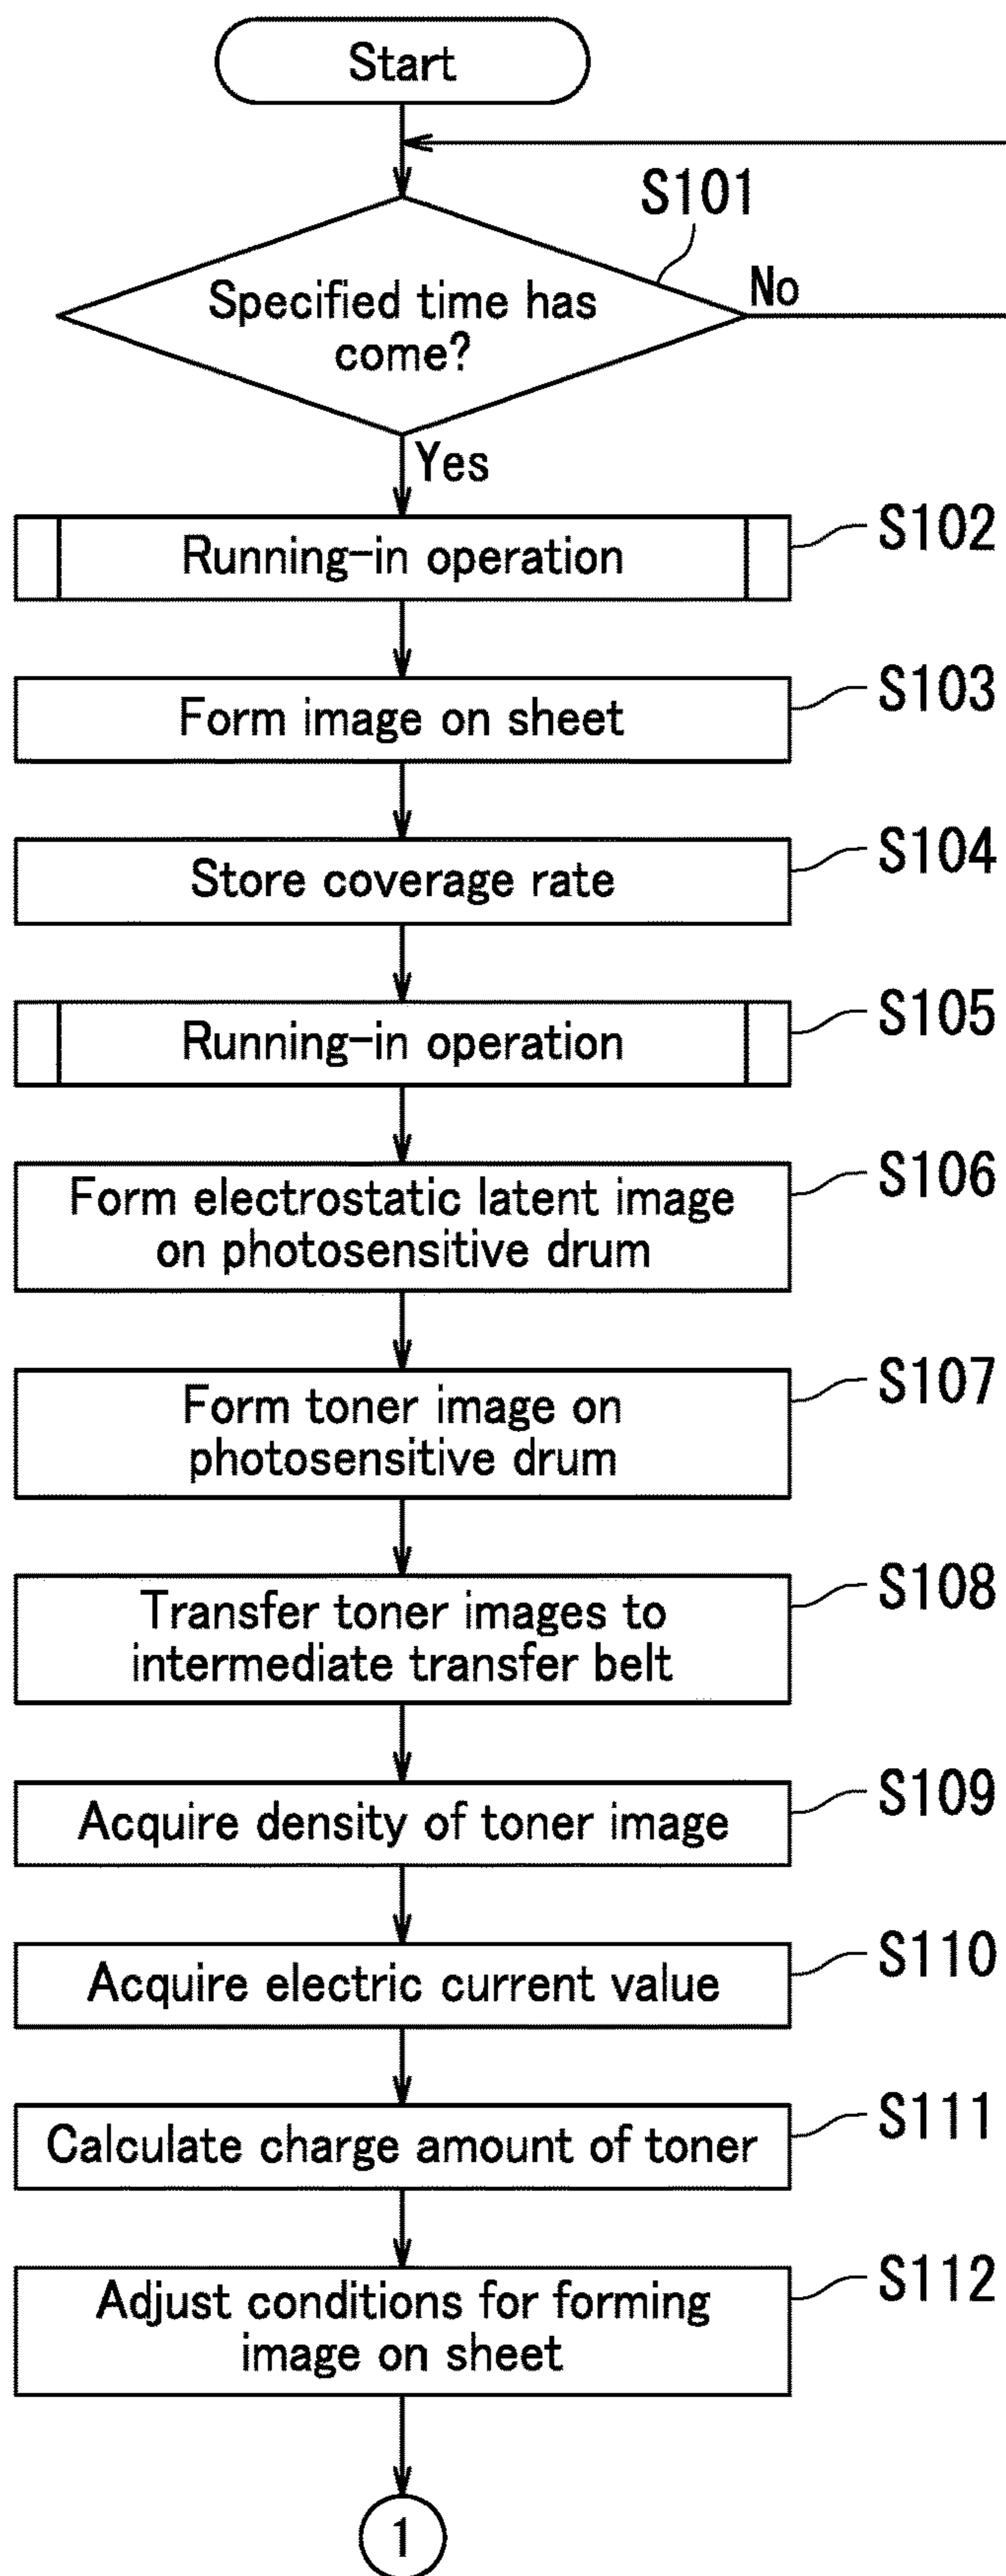 Start
S101
Specified time has
come?
No
Yes
Running-in operation
S102
Form image on sheet
S103
Store coverage rate
S104
Running-in operation
S105
Form electrostatic latent image
on photosensitive drum
S106
Form toner image on
photosensitive drum
S107
Transfer toner images to
intermediate transfer belt
S108
Acquire density of toner image
S109
Acquire electric current value
S110
Calculate charge amount of toner
S111
Adjust conditions for forming
image on sheet
S112
1